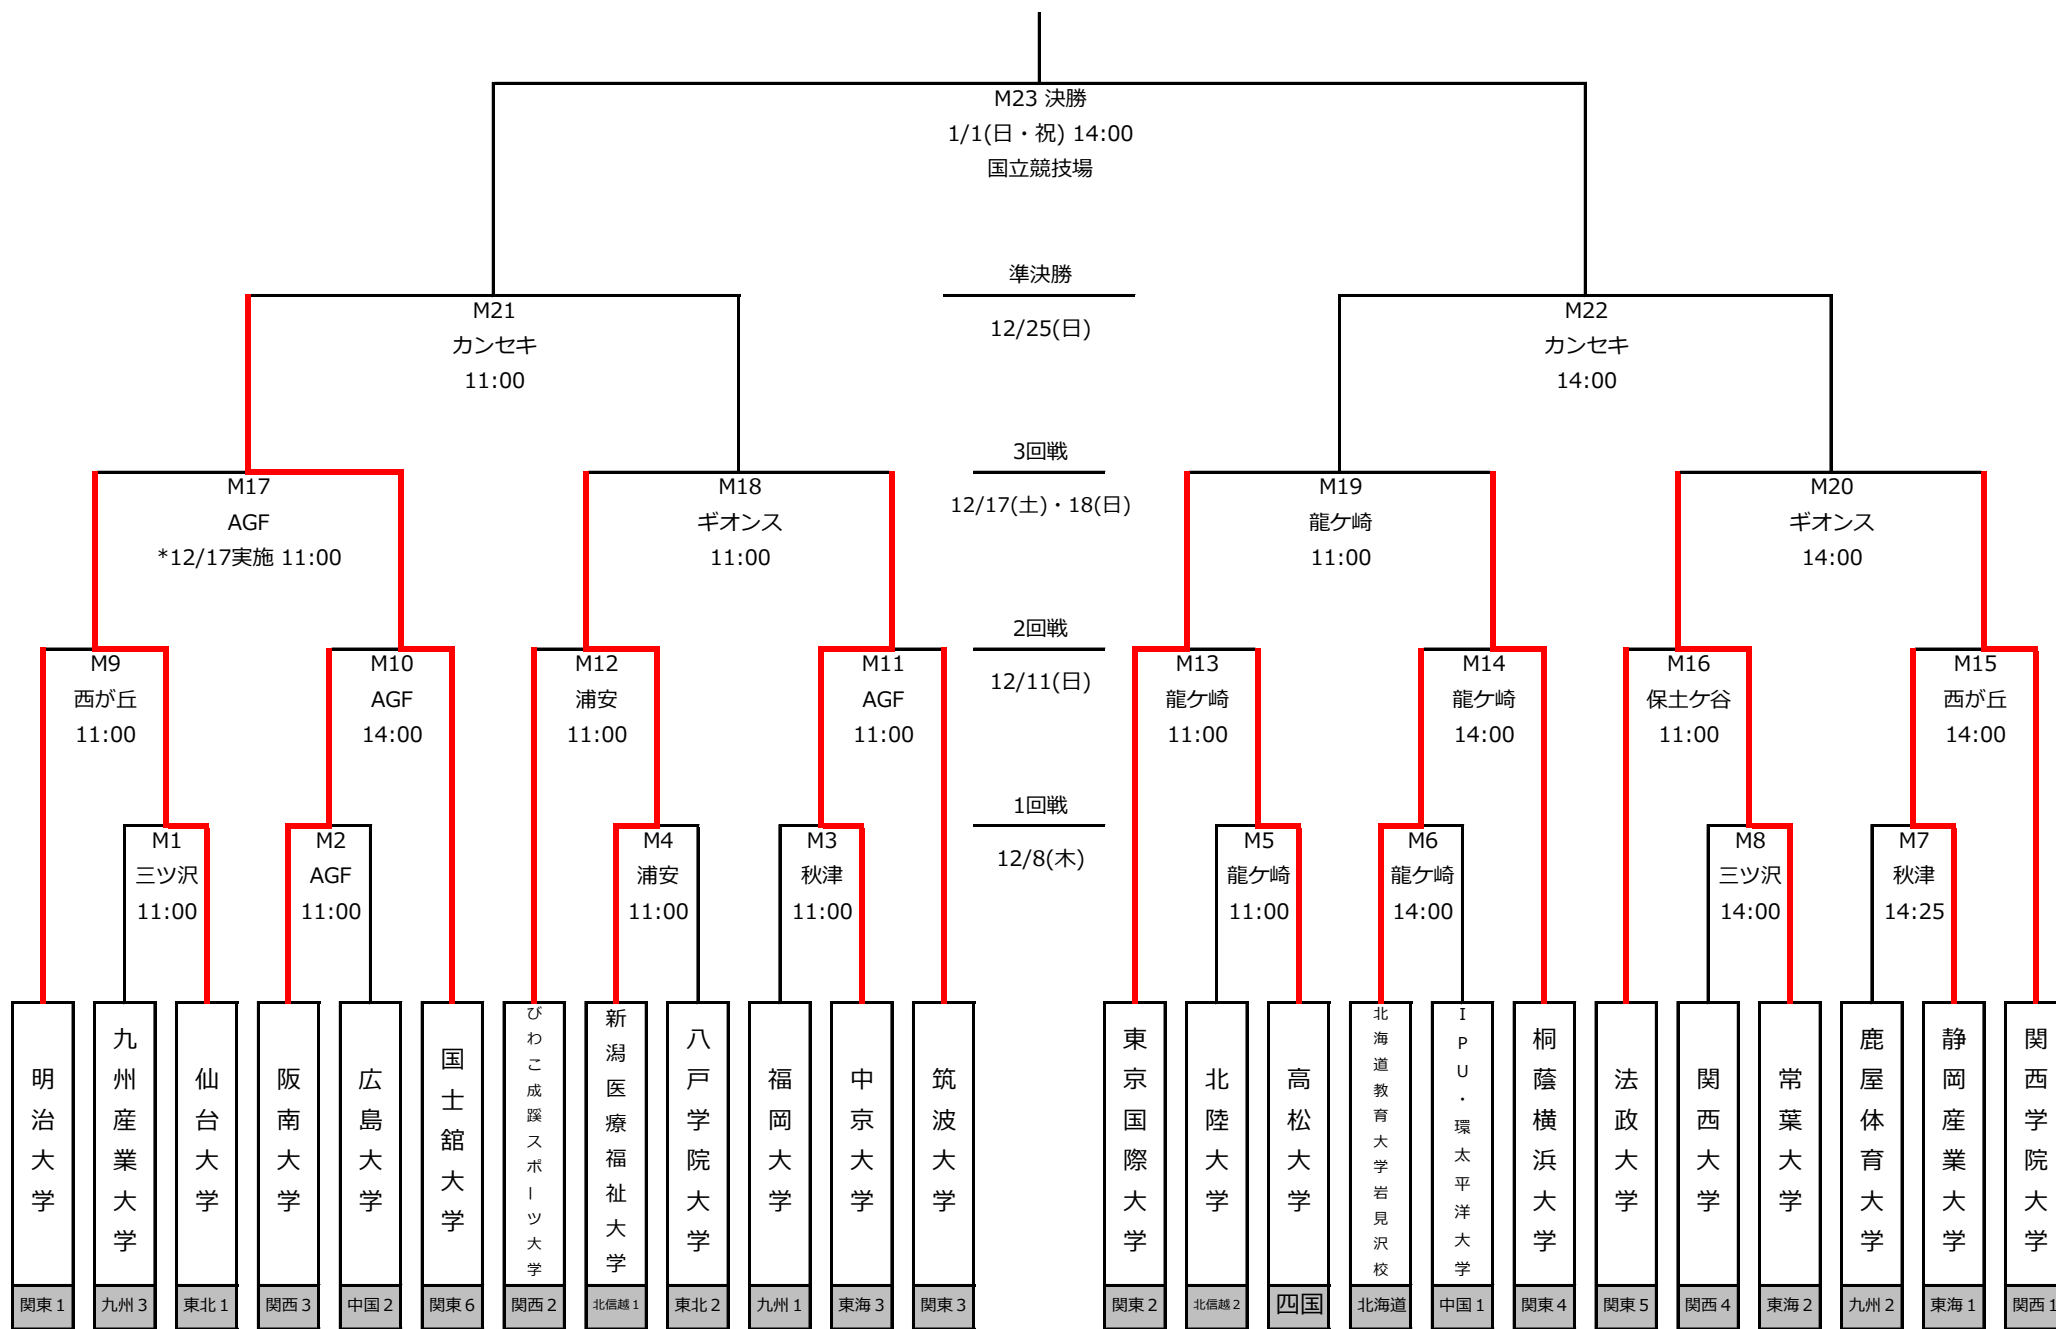 M23 決勝
1/1(日・祝) 14:00
国立競技場
準決勝
12/25(日)
M21
カンセキ
11:00
M22
カンセキ
14:00
3回戦
12/17(土)・18(日)
M17
AGF
*12/17実施 11:00
M18
ギオンス
11:00
M19
龍ケ崎
11:00
M20
ギオンス
14:00
2回戦
12/11(日)
M9
西が丘
11:00
M10
AGF
14:00
M12
浦安
11:00
M11
AGF
11:00
M13
龍ケ崎
11:00
M14
龍ケ崎
14:00
M16
保土ケ谷
11:00
M15
西が丘
14:00
1回戦
12/8(木)
M1
三ツ沢
11:00
M2
AGF
11:00
M4
浦安
11:00
M3
秋津
11:00
M5
龍ケ崎
11:00
M6
龍ケ崎
14:00
M8
三ツ沢
14:00
M7
秋津
14:25
明治大学
関東1
九州産業大学
九州3
仙台大学
東北1
阪南大学
関西3
広島大学
中国2
国士舘大学
関東6
びわこ成蹊スポーツ大学
関西2
新潟医療福祉大学
北信越1
八戸学院大学
東北2
福岡大学
九州1
中京大学
東海3
筑波大学
関東3
東京国際大学
関東2
北陸大学
北信越2
高松大学
四国
北海道教育大学岩見沢校
北海道
IPU・環太平洋大学
中国1
桐蔭横浜大学
関東4
法政大学
関東5
関西大学
関西4
常葉大学
東海2
鹿屋体育大学
九州2
静岡産業大学
東海1
関西学院大学
関西1